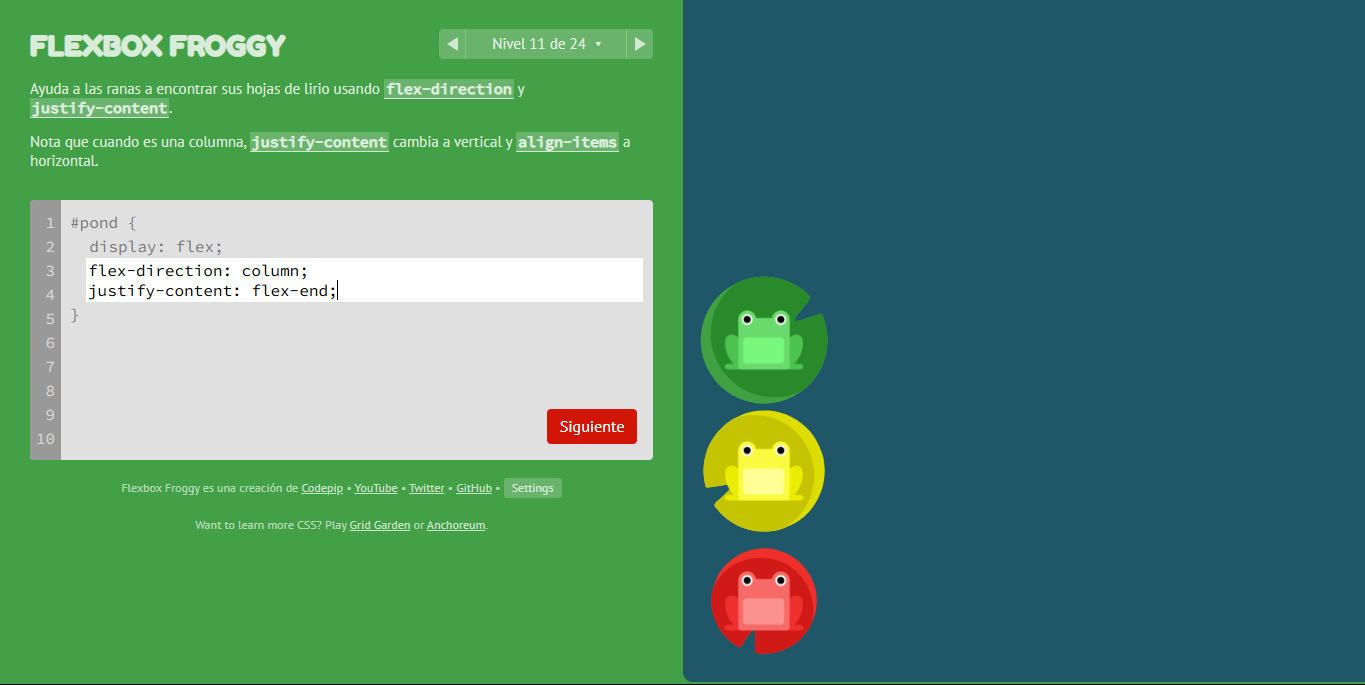 FLEXBOX FROGGY
Nivel 11 de 24
Ayuda a las ranas a encontrar sus hojas de lirio usando flex-direction y
justify-content.
Nota que cuando es una columna, justify-content cambia a vertical y align-items a
horizontal.
1 #pond {
2 display: flex;
3 flex-direction: column;
4 justify-content: flex-end;
5 }
6
7
8
9
10
Siguiente
Flexbox Froggy es una creación de Codepip • YouTube • Twitter • GitHub • Settings
Want to learn more CSS? Play Grid Garden or Anchoreum.